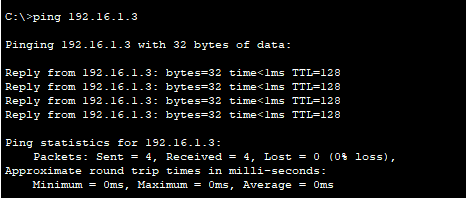 C:\>ping 192.16.1.3
Pinging 192.16.1.3 with 32 bytes of data:
Reply from 192.16.1.3: bytes=32 time<1ms TTL=128
Reply from 192.16.1.3: bytes=32 time<1ms TTL=128
Reply from 192.16.1.3: bytes=32 time<1ms TTL=128
Reply from 192.16.1.3: bytes=32 time<1ms TTL=128
Ping statistics for 192.16.1.3:
    Packets: Sent = 4, Received = 4, Lost = 0 (0% loss),
Approximate round trip times in milli-seconds:
    Minimum = 0ms, Maximum = 0ms, Average = 0ms